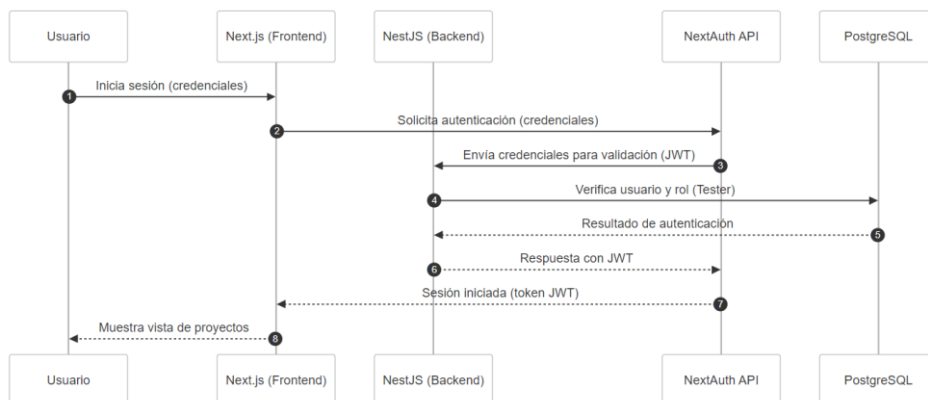 Usuario
Next.js (Frontend)
NestJS (Backend)
NextAuth API
PostgreSQL
Inicia sesión (credenciales)
1
Solicita autenticación (credenciales)
2
Envía credenciales para validación (JWT)
3
Verifica usuario y rol (Tester)
4
Resultado de autenticación
5
Respuesta con JWT
6
Sesión iniciada (token JWT)
7
Muestra vista de proyectos
8
Usuario
Next.js (Frontend)
NestJS (Backend)
NextAuth API
PostgreSQL